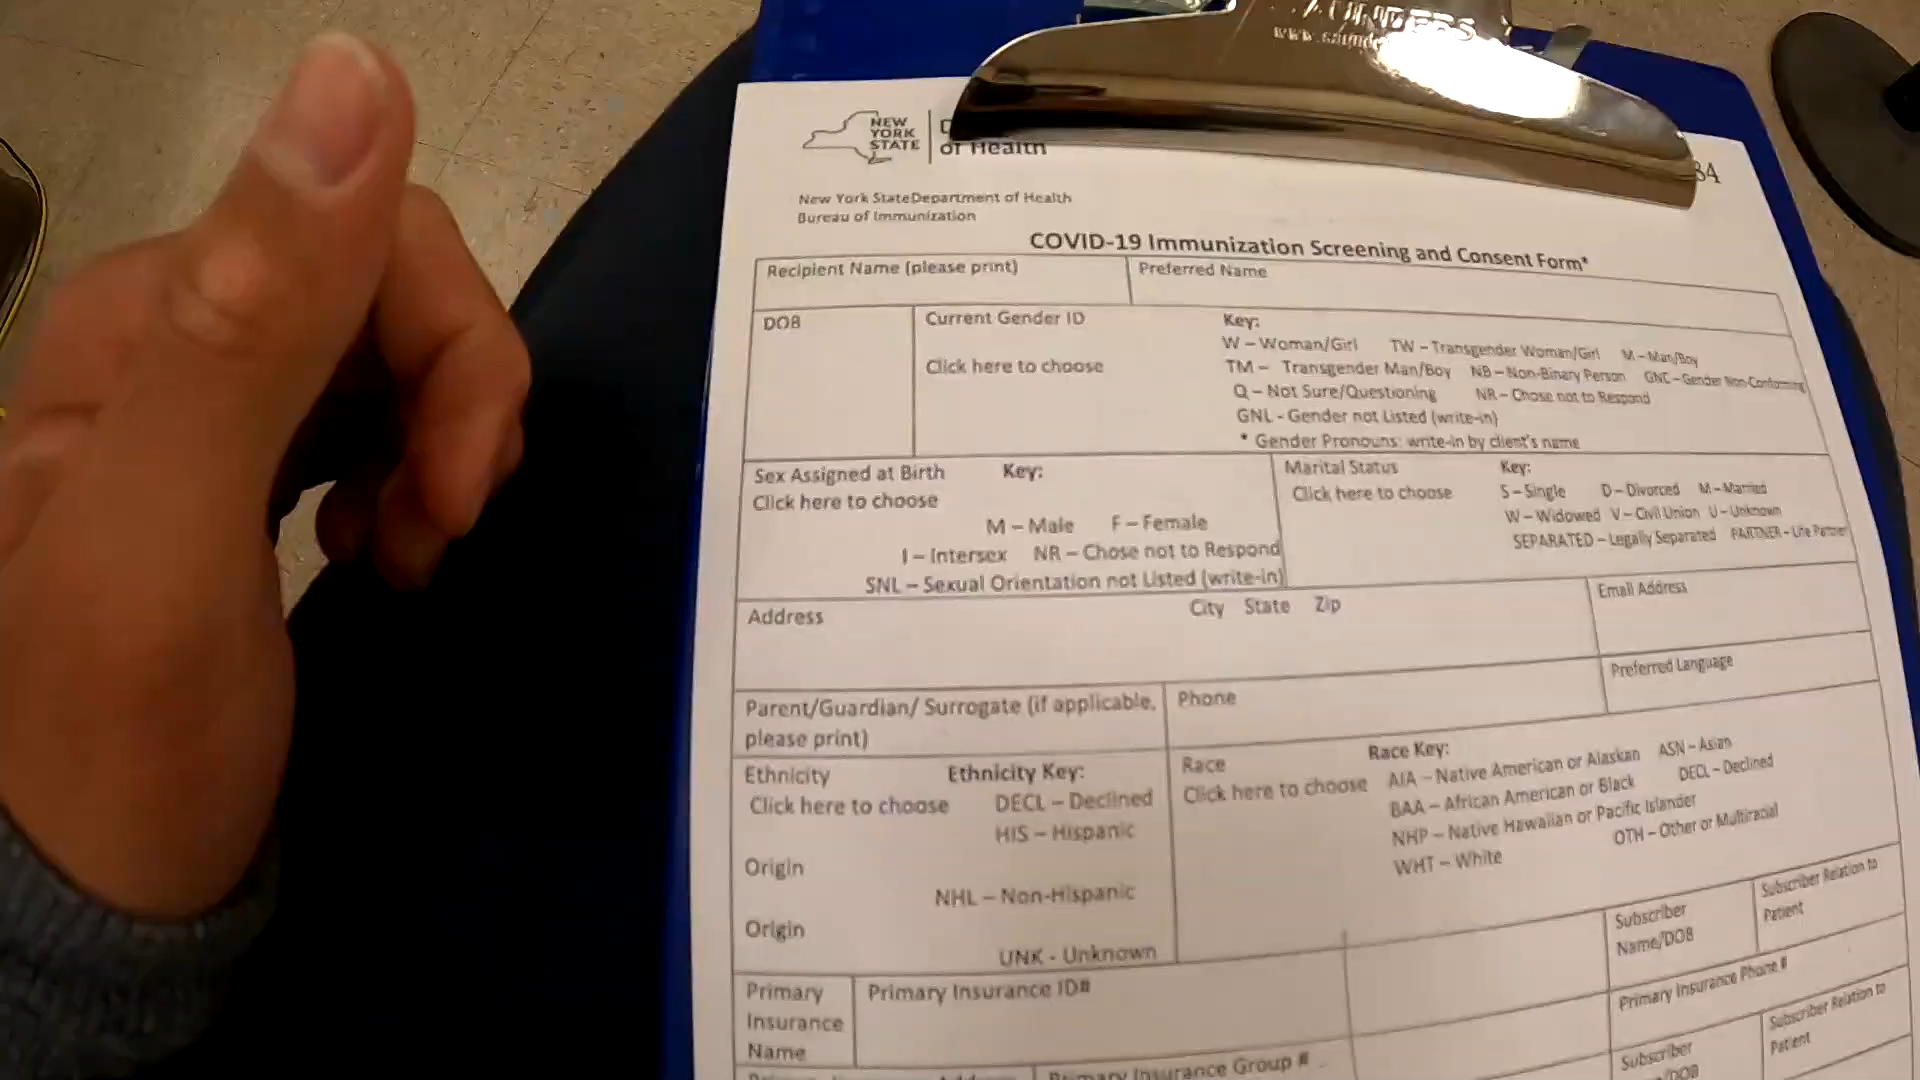 SAUNDERS
NEW
YORK
STATE
of Health
34
New York StateDepartment of Health
Bureau of Immunization
COVID-19 Immunization Screening and Consent Form*
Recipient Name (please print)
Preferred Name
DOB
Current Gender ID
Click here to choose
Key:
W – Woman/Girl TW – Transgender Woman/Girl M – Man/Boy
TM – Transgender Man/Boy NB – Non-Binary Person GNC – Gender Non-Conforming
Q – Not Sure/Questioning NR – Chose not to Respond
GNL - Gender not Listed (write-in)
* Gender Pronouns: write-in by client's name
Sex Assigned at Birth Key:
Click here to choose
M – Male F – Female
I – Intersex NR – Chose not to Respond
SNL – Sexual Orientation not Listed (write-in)
Marital Status Key:
Click here to choose S – Single D – Divorced M – Married
W – Widowed V – Civil Union U – Unknown
SEPARATED – Legally Separated PARTNER – Life Partner
Address City State Zip
Email Address
Preferred Language
Parent/Guardian/ Surrogate (if applicable,
please print)
Phone
Ethnicity Ethnicity Key:
Click here to choose DECL – Declined
HIS – Hispanic
Origin
NHL – Non-Hispanic
Origin
UNK - Unknown
Race Race Key:
Click here to choose AIA – Native American or Alaskan ASN – Asian
BAA – African American or Black DECL – Declined
NHP – Native Hawaiian or Pacific Islander
WHT – White OTH – Other or Multiracial
Primary
Insurance
Name
Primary Insurance ID#
Subscriber
Name/DOB
Subscriber Relation to
Patient
Primary Insurance Phone #
Primary Insurance Group #
Subscriber
Subscriber Relation to
Patient